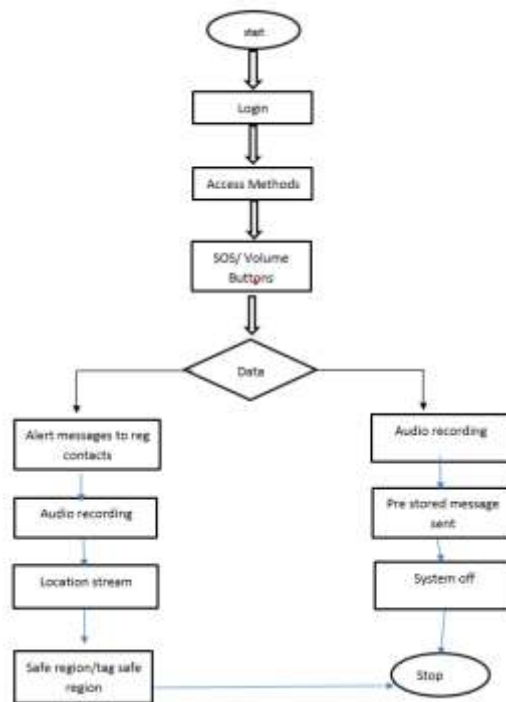 start
Login
Access Methods
SOS/ Volume
Buttons
Data
Alert messages to reg
contacts
Audio recording
Location stream
Safe region/tag safe
region
Audio recording
Pre stored message
sent
System off
Stop